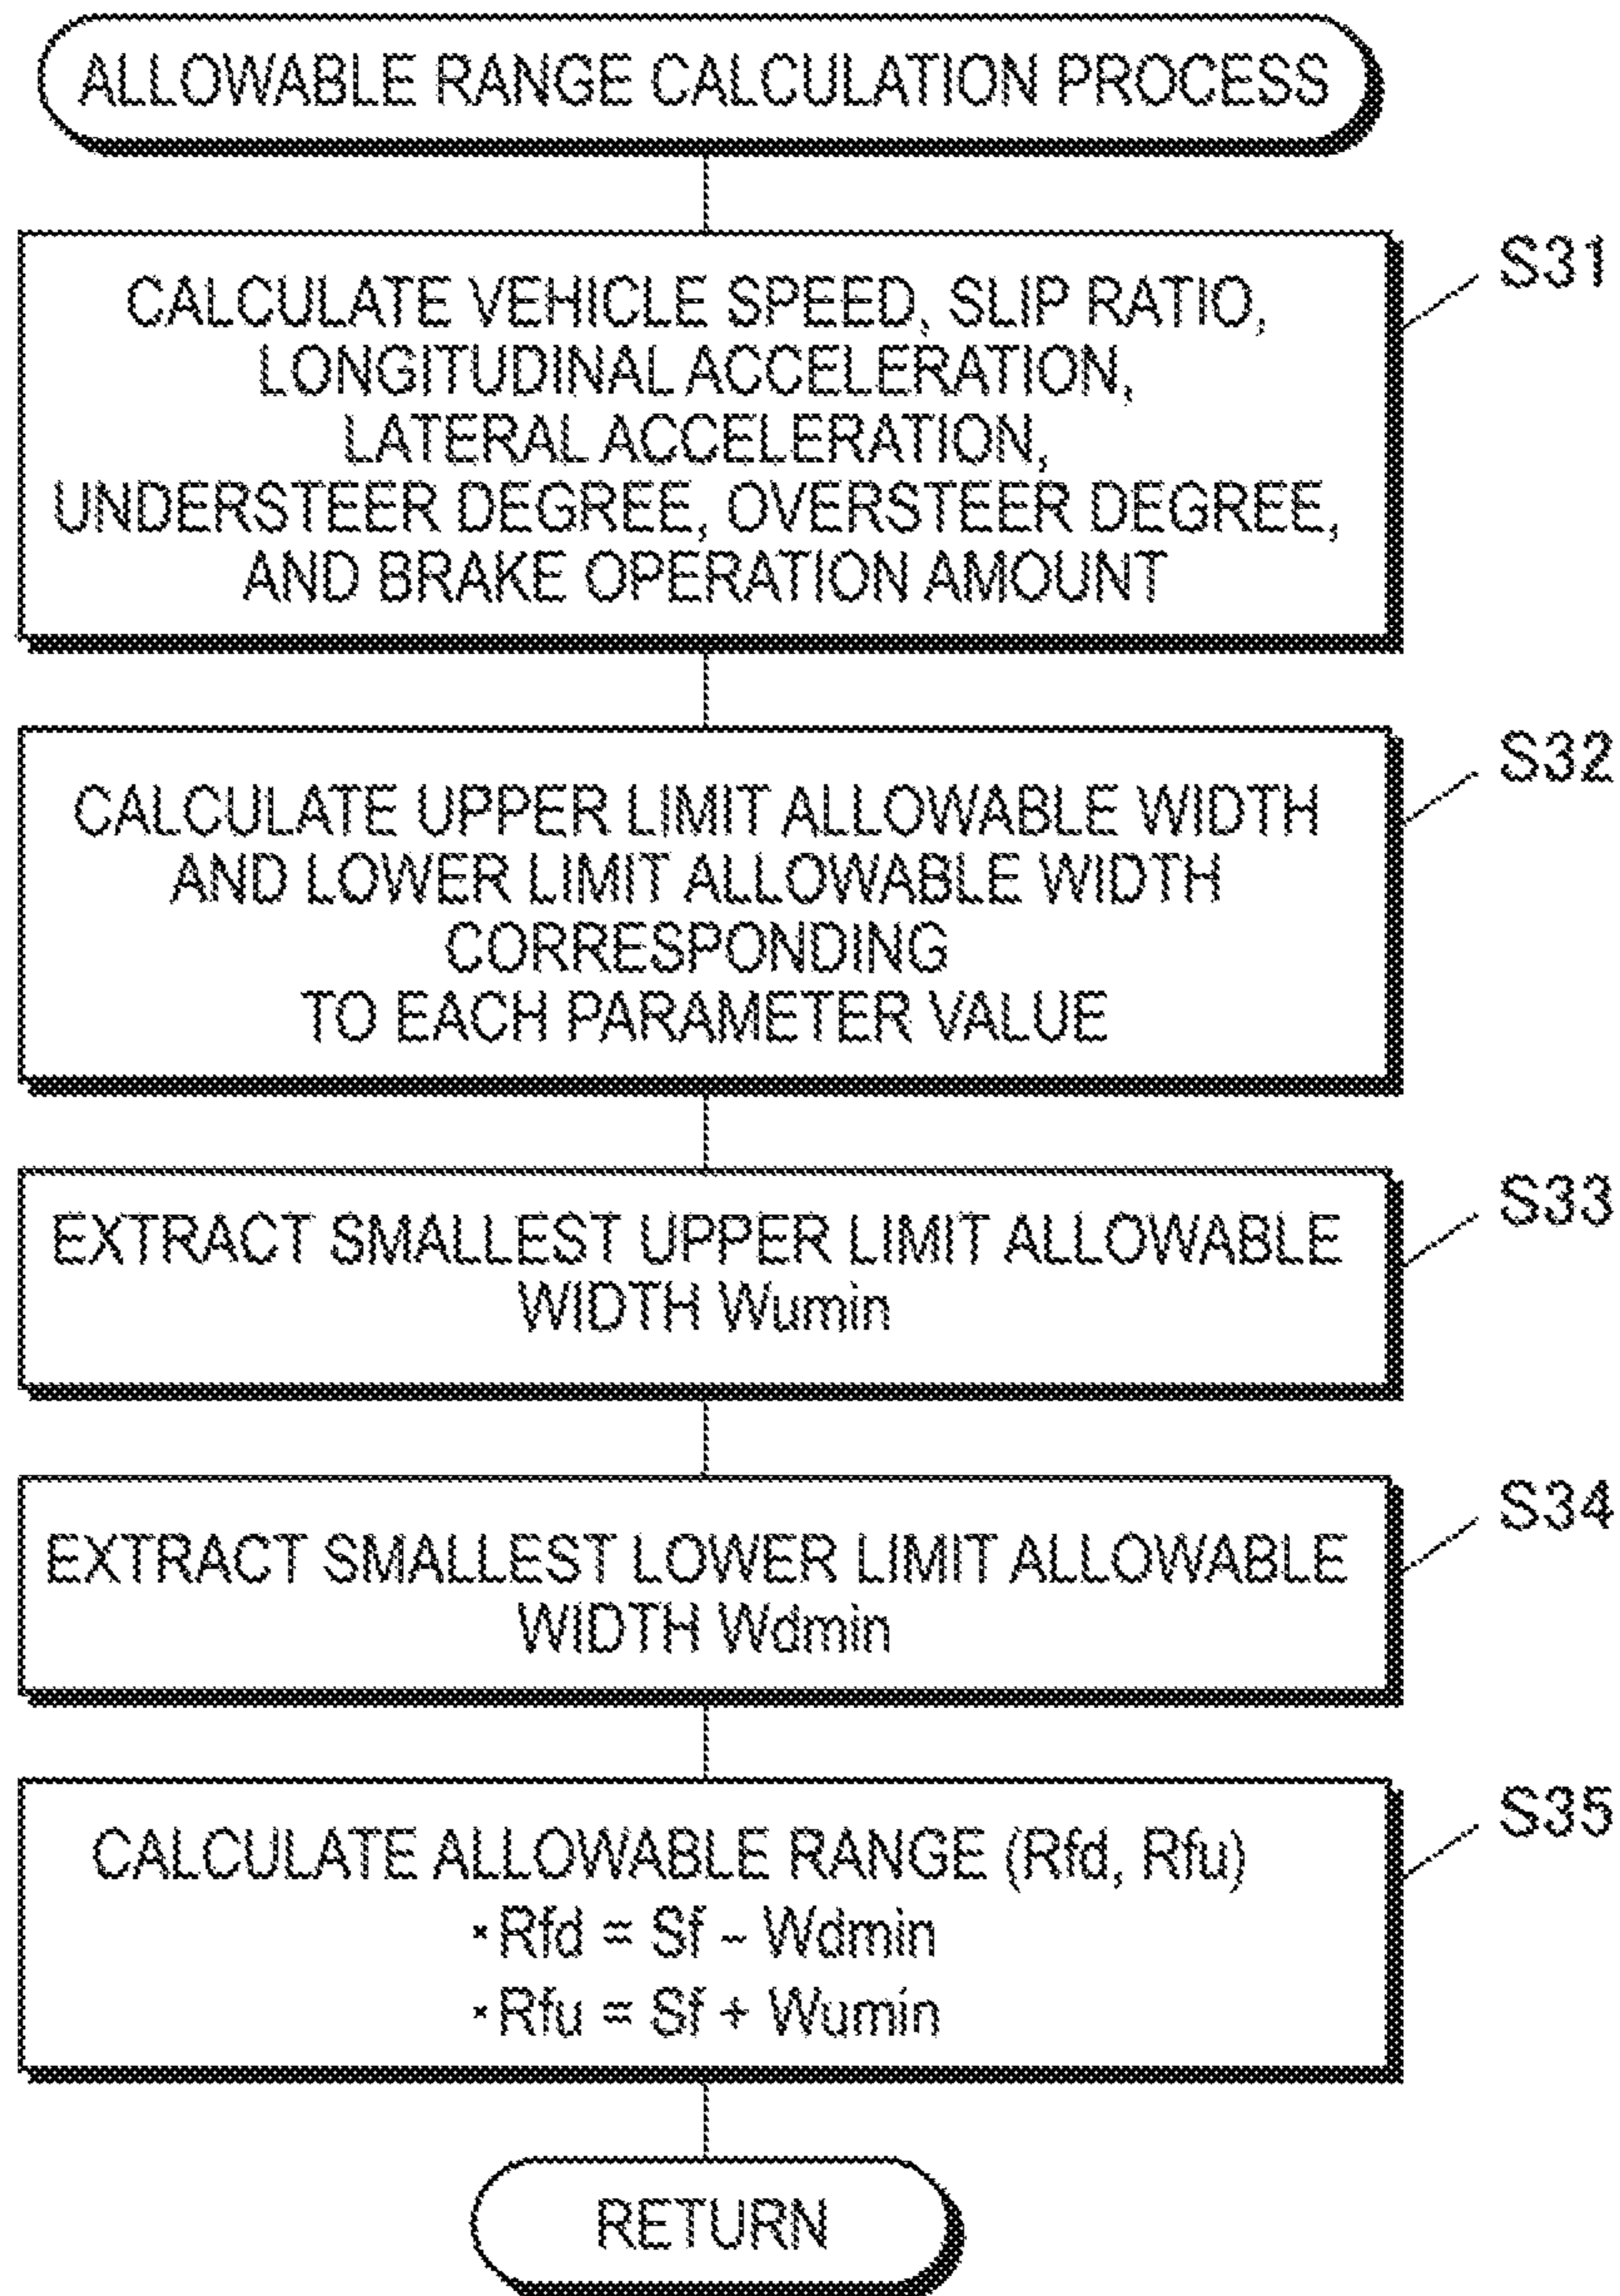 ALLOWABLE RANGE CALCULATION PROCESS
S31
CALCULATE VEHICLE SPEED, SLIP RATIO,
LONGITUDINAL ACCELERATION,
LATERAL ACCELERATION,
UNDERSTEER DEGREE, OVERSTEER DEGREE,
AND BRAKE OPERATION AMOUNT
S32
CALCULATE UPPER LIMIT ALLOWABLE WIDTH
AND LOWER LIMIT ALLOWABLE WIDTH
CORRESPONDING
TO EACH PARAMETER VALUE
S33
EXTRACT SMALLEST UPPER LIMIT ALLOWABLE
WIDTH Wumin
S34
EXTRACT SMALLEST LOWER LIMIT ALLOWABLE
WIDTH Wdmin
S35
CALCULATE ALLOWABLE RANGE (Rfd, Rfu)
・Rfd = Sf − Wdmin
・Rfu = Sf + Wumin
RETURN